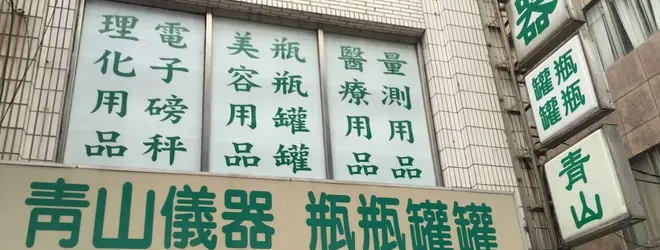 電子磅秤
理化用品
瓶瓶罐罐
美容用品
量測用品
醫療用品
青山儀器 瓶瓶罐罐
器
瓶瓶
罐罐
青山